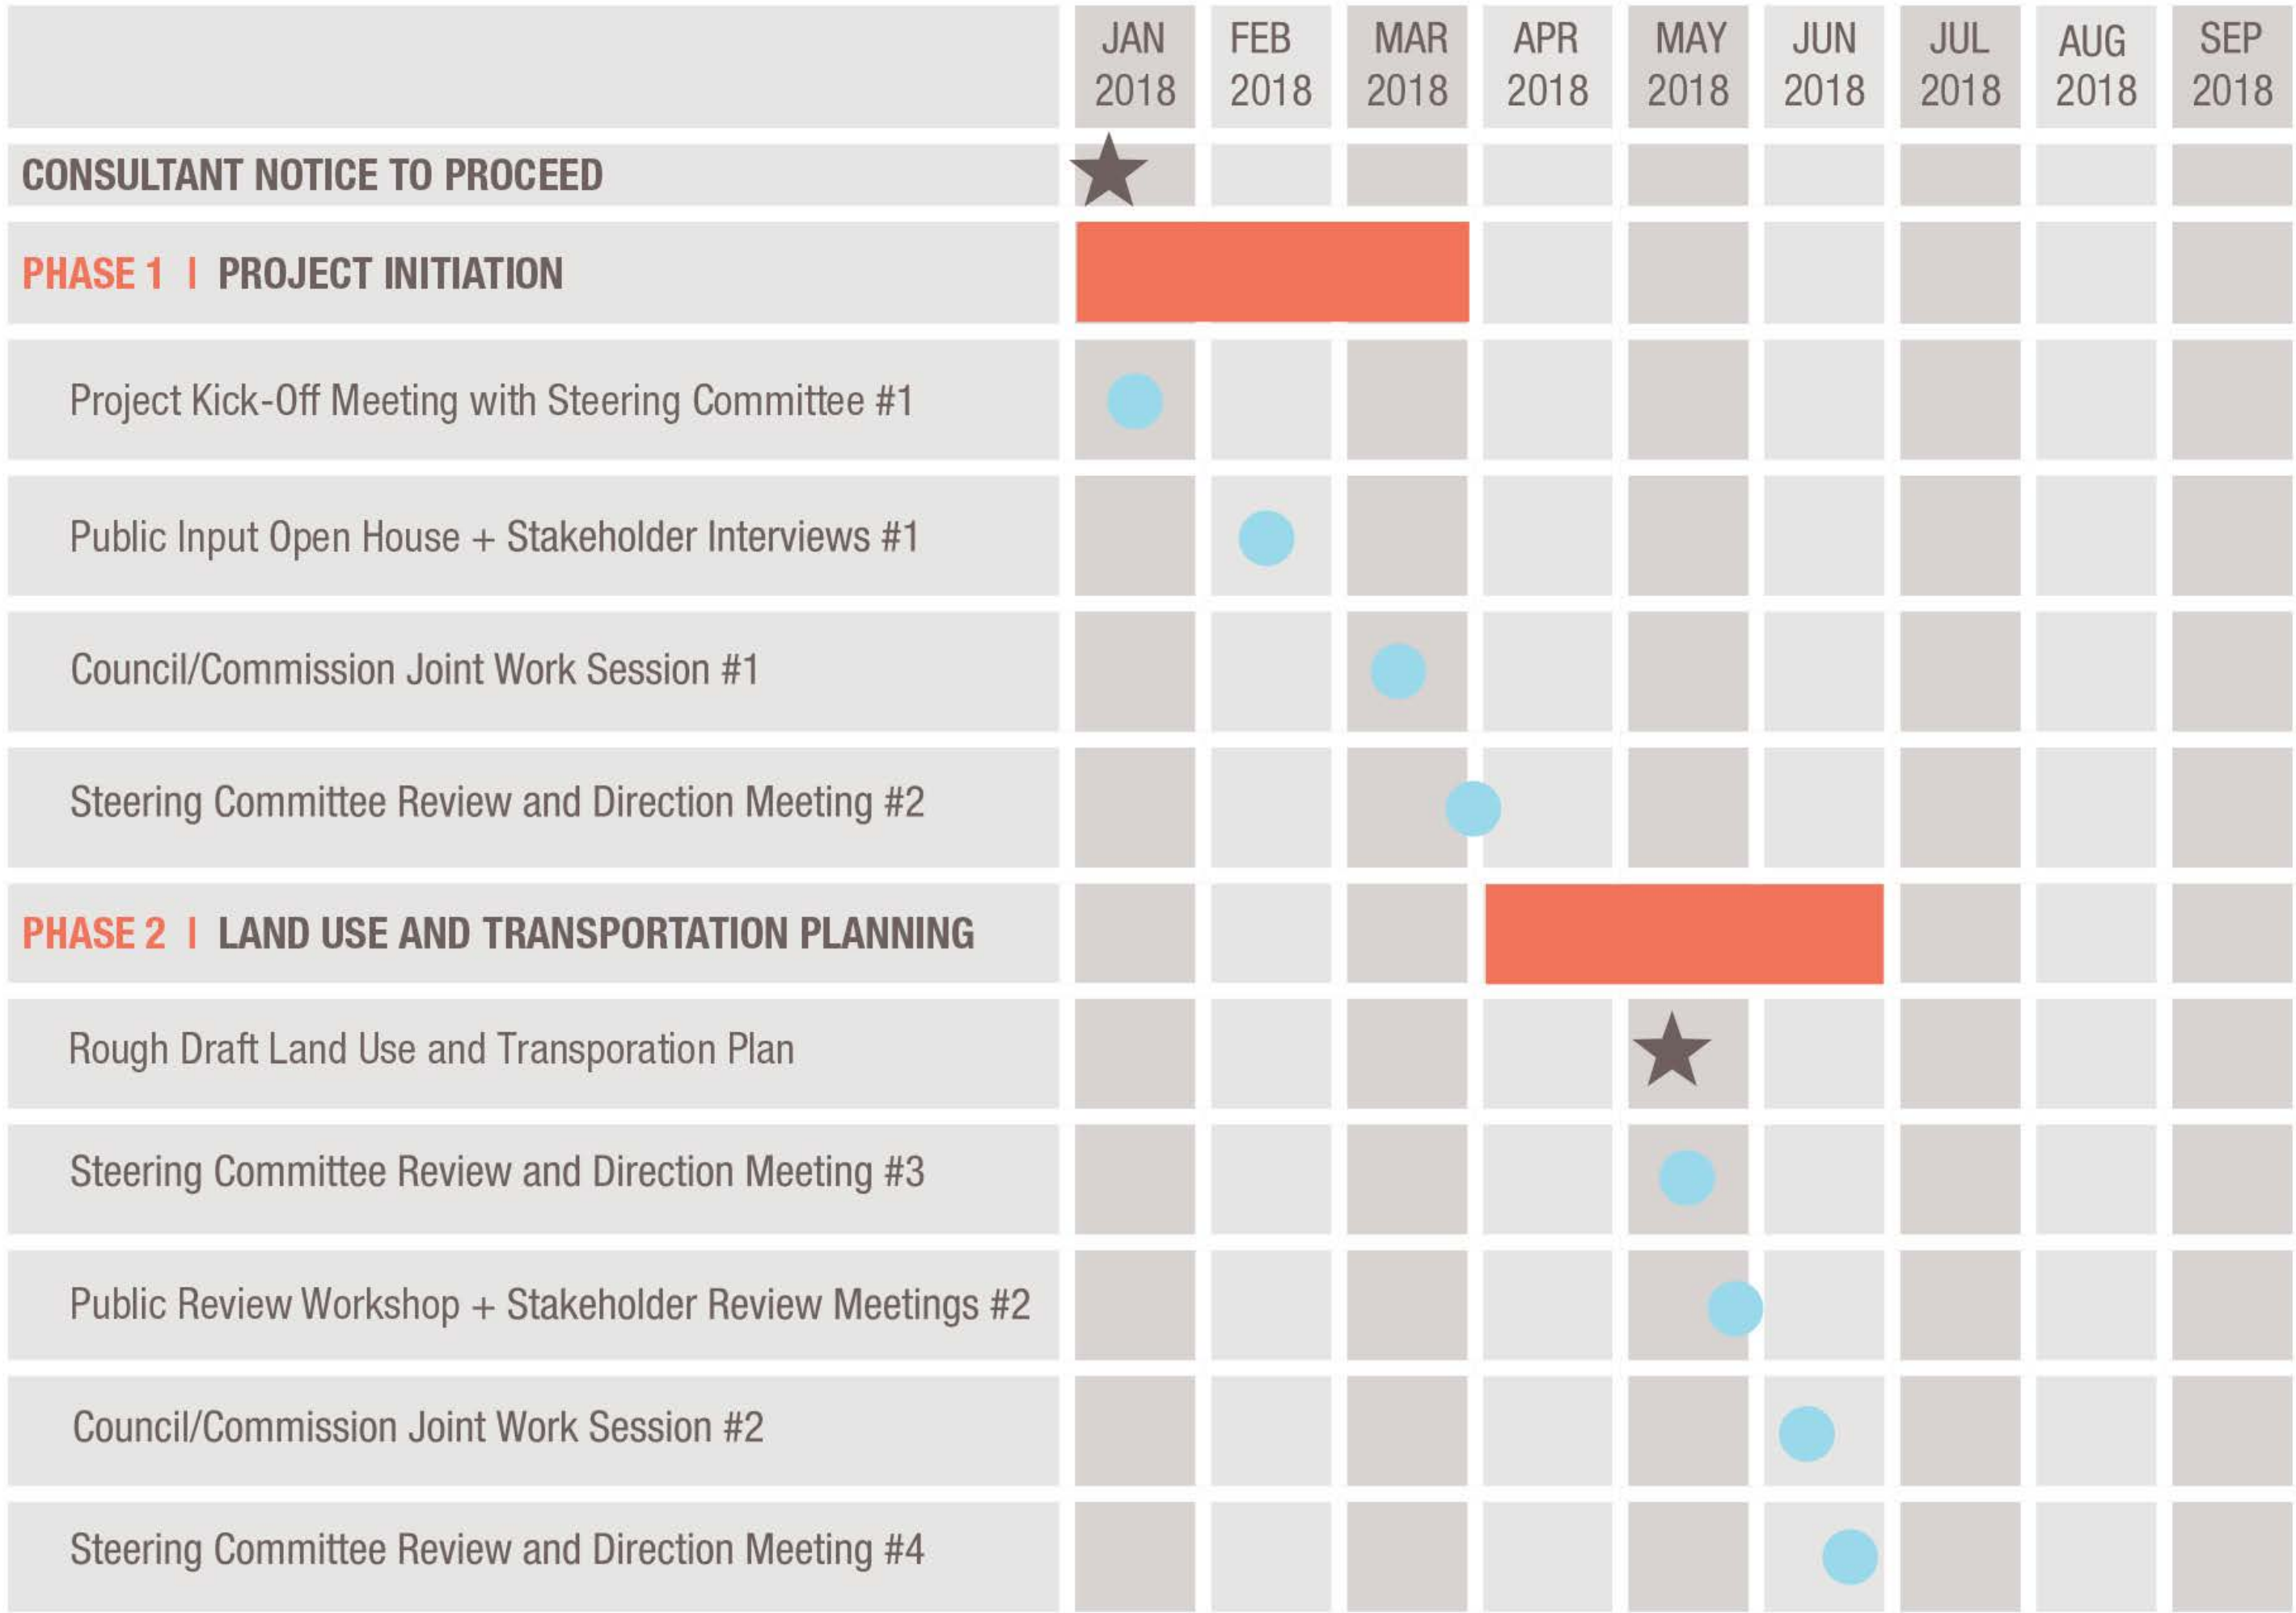 JAN FEB MAR APR MAY JUN JUL AUG SEP
2018 2018 2018 2018 2018 2018 2018 2018 2018
CONSULTANT NOTICE TO PROCEED
PHASE 1 | PROJECT INITIATION
Project Kick-Off Meeting with Steering Committee #1
Public Input Open House + Stakeholder Interviews #1
Council/Commission Joint Work Session #1
Steering Committee Review and Direction Meeting #2
PHASE 2 | LAND USE AND TRANSPORTATION PLANNING
Rough Draft Land Use and Transporation Plan
Steering Committee Review and Direction Meeting #3
Public Review Workshop + Stakeholder Review Meetings #2
Council/Commission Joint Work Session #2
Steering Committee Review and Direction Meeting #4